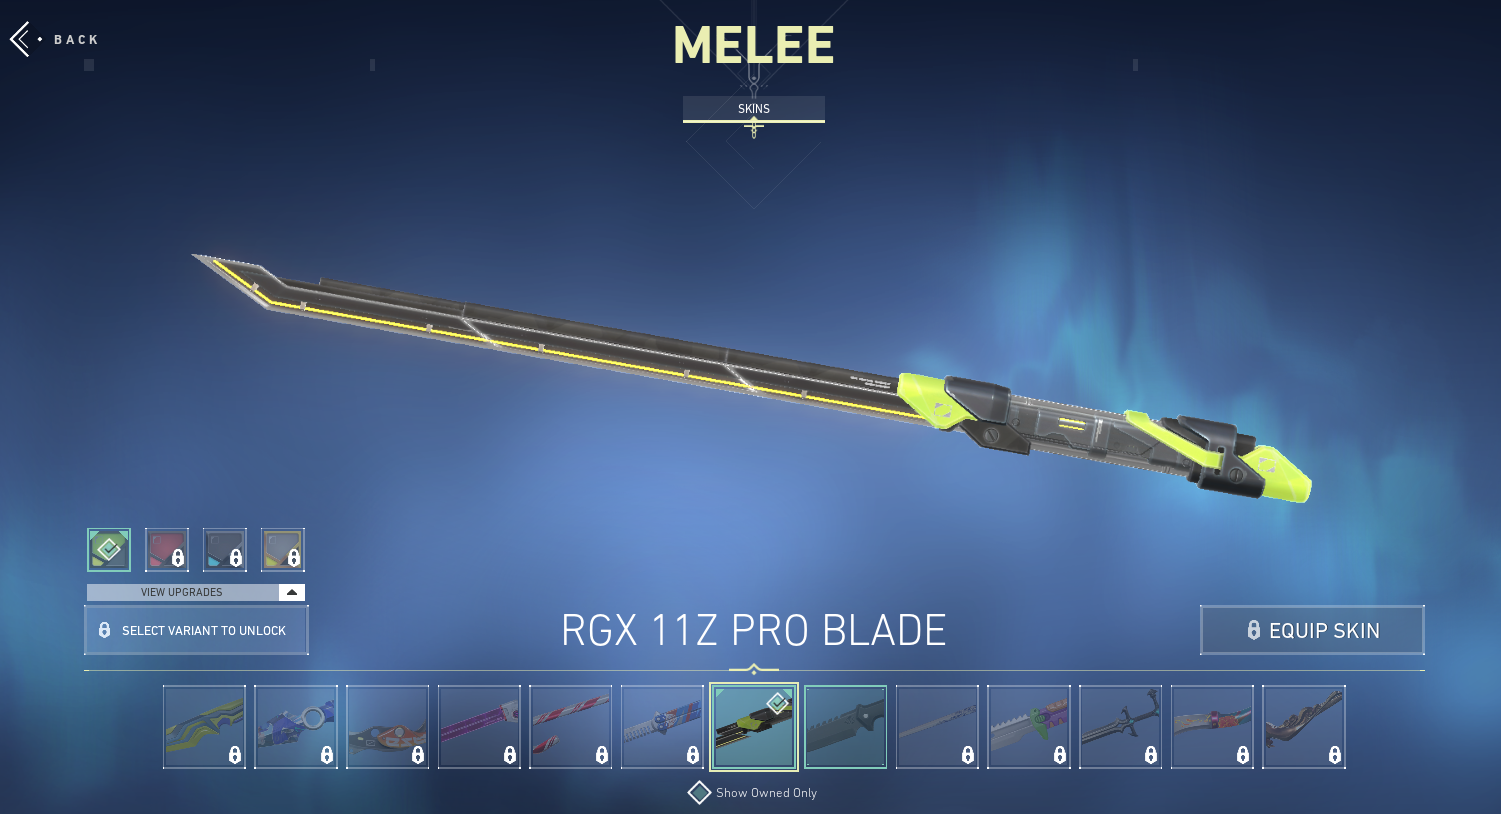 BACK
MELEE
SKINS
VIEW UPGRADES
SELECT VARIANT TO UNLOCK
RGX 11Z PRO BLADE
EQUIP SKIN
Show Owned Only